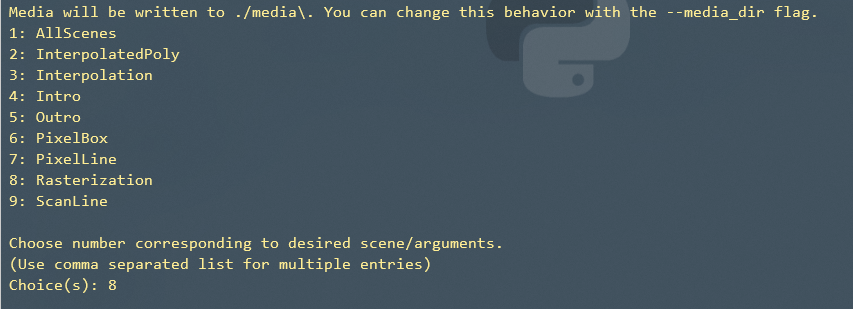 Media will be written to ./media\. You can change this behavior with the --media_dir flag.
1: AllScenes
2: InterpolatedPoly
3: Interpolation
4: Intro
5: Outro
6: PixelBox
7: PixelLine
8: Rasterization
9: ScanLine
Choose number corresponding to desired scene/arguments.
(Use comma separated list for multiple entries)
Choice(s): 8